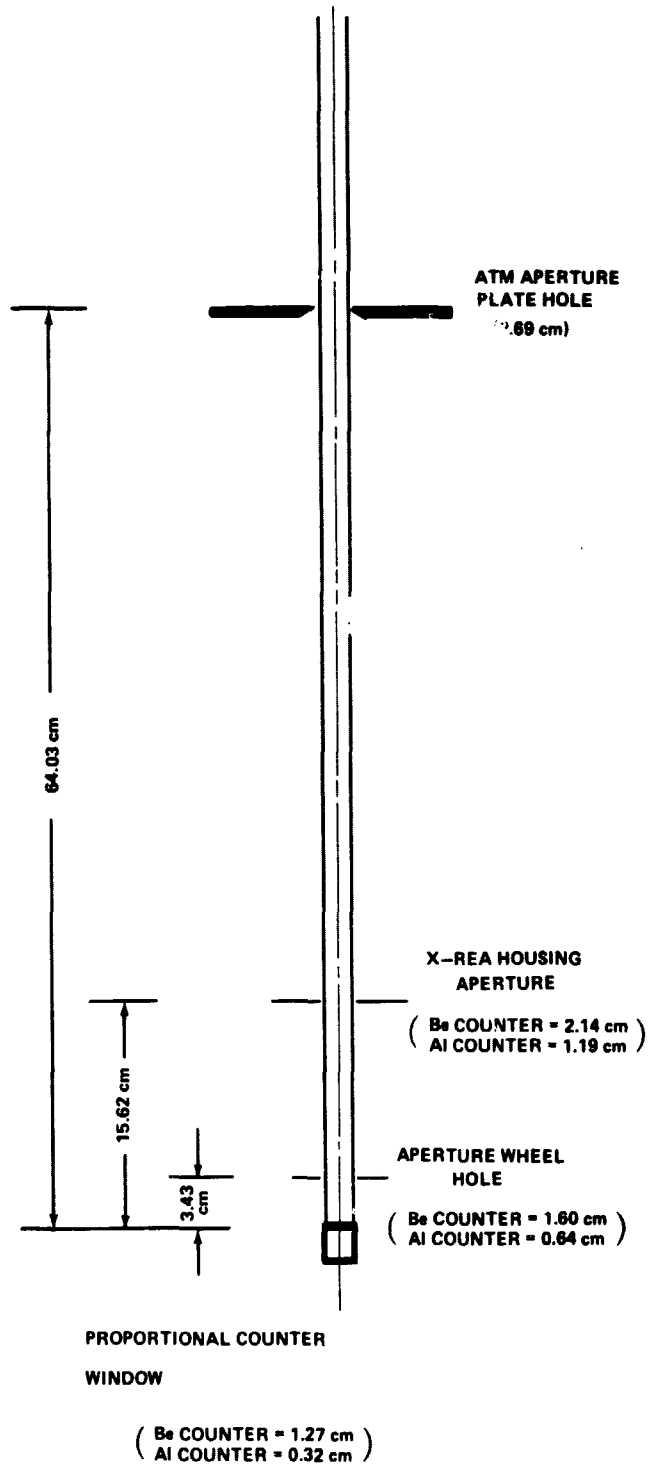 ATM APERTURE
PLATE HOLE
.69 cm)
64.03 cm
X-REA HOUSING
APERTURE
( Be COUNTER = 2.14 cm )
( Al COUNTER = 1.19 cm )
15.62 cm
APERTURE WHEEL
HOLE
3.43
cm
( Be COUNTER = 1.60 cm )
( Al COUNTER = 0.64 cm )
PROPORTIONAL COUNTER
WINDOW
( Be COUNTER = 1.27 cm )
( Al COUNTER = 0.32 cm )